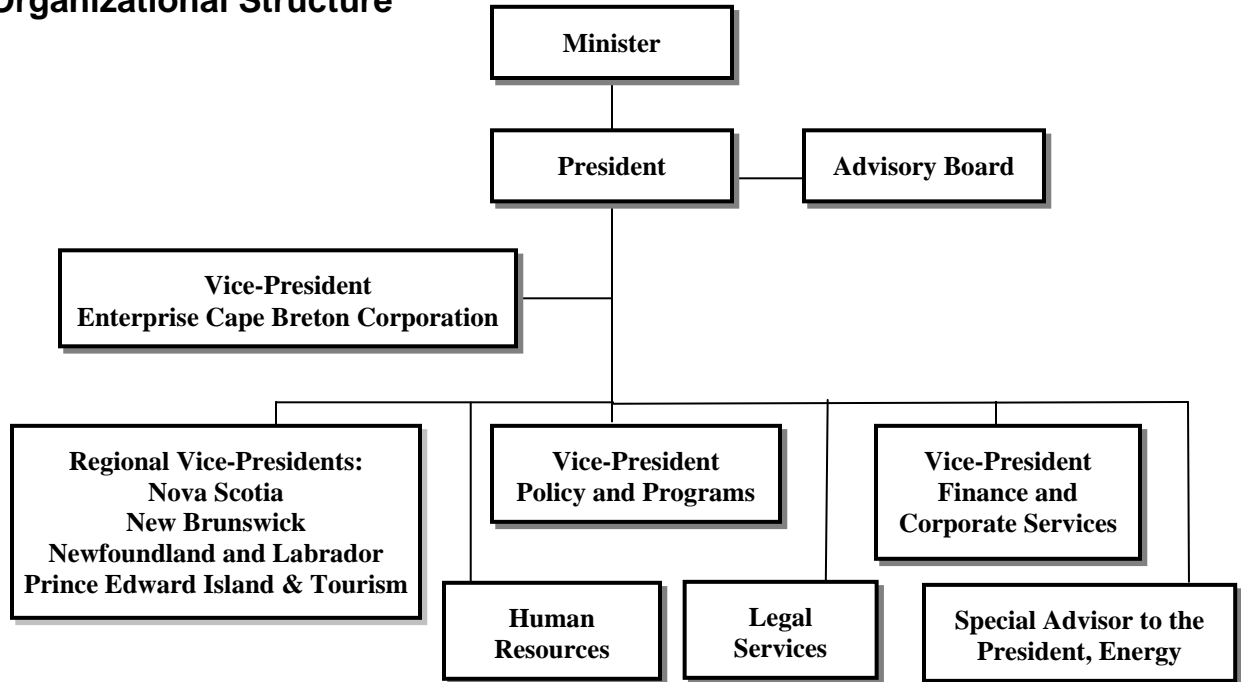 Organizational Structure
Minister
President
Advisory Board
Vice-President
Enterprise Cape Breton Corporation
Regional Vice-Presidents:
Nova Scotia
New Brunswick
Newfoundland and Labrador
Prince Edward Island & Tourism
Vice-President
Policy and Programs
Vice-President
Finance and
Corporate Services
Human
Resources
Legal
Services
Special Advisor to the
President, Energy